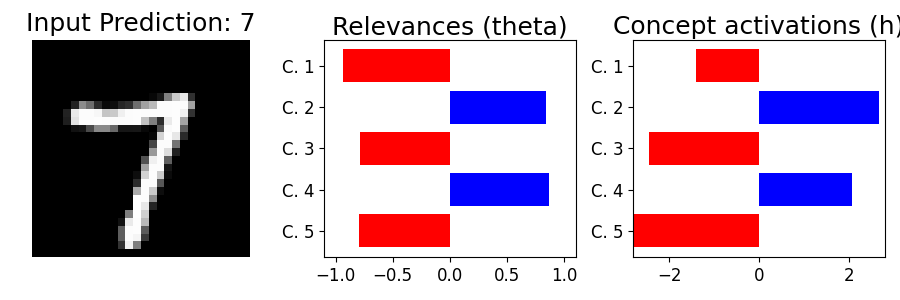 Input Prediction: 7
7
Relevances (theta)
C. 1
C. 2
C. 3
C. 4
C. 5
−1.0 −0.5 0.0 0.5 1.0
Concept activations (h)
C. 1
C. 2
C. 3
C. 4
C. 5
−2 0 2